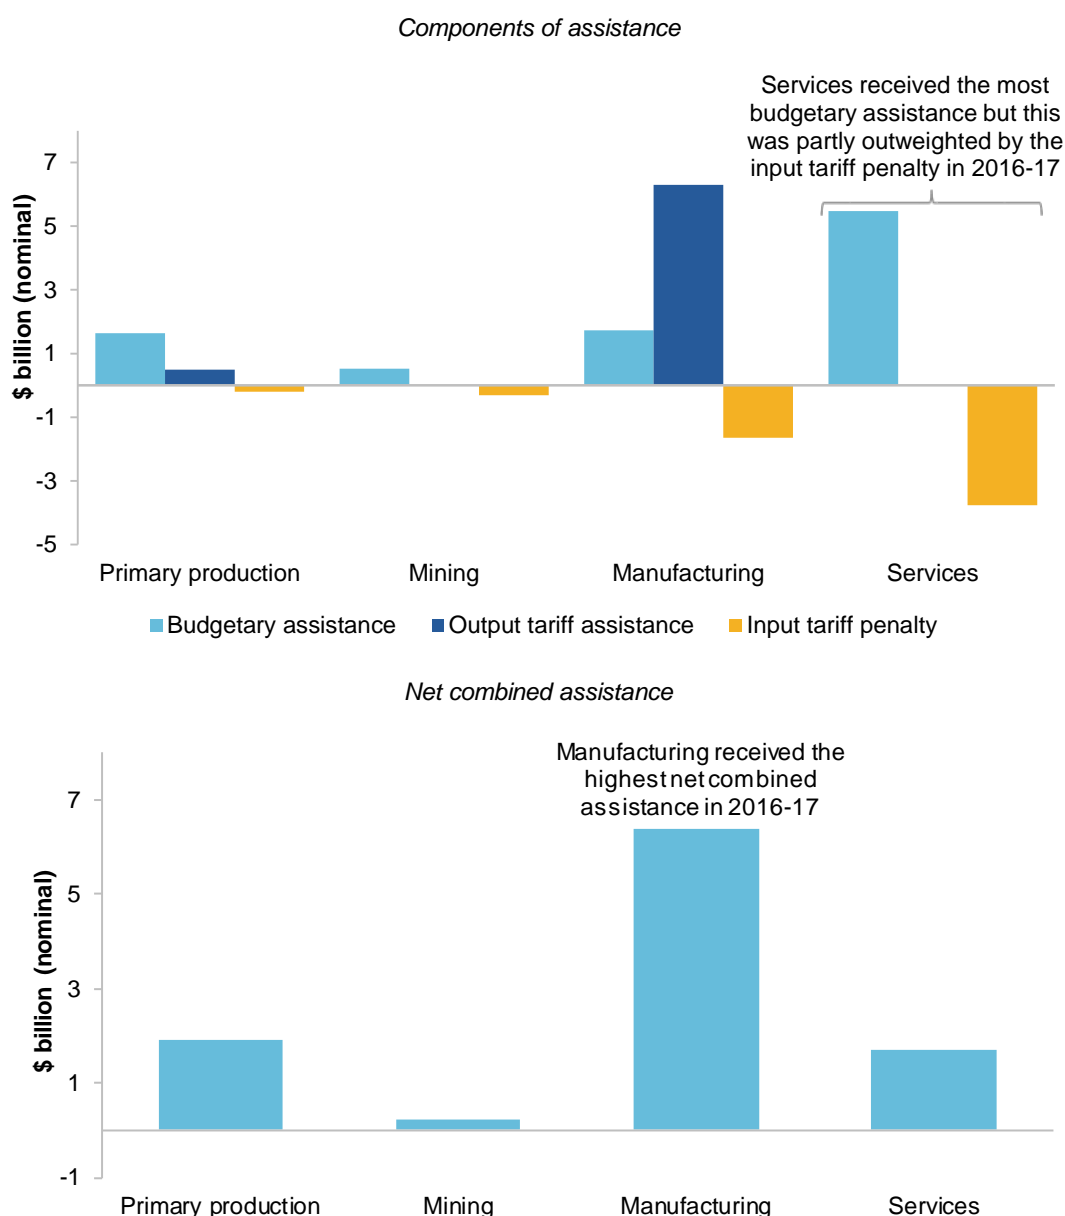 Components of assistance
Services received the most
budgetary assistance but this
was partly outweighted by the
input tariff penalty in 2016-17
$ billion (nominal)
7
5
3
1
-1
-3
-5
Primary production
Mining
Manufacturing
Services
Budgetary assistance
Output tariff assistance
Input tariff penalty
Net combined assistance
Manufacturing received the
highest net combined
assistance in 2016-17
$ billion (nominal)
7
5
3
1
-1
Primary production
Mining
Manufacturing
Services